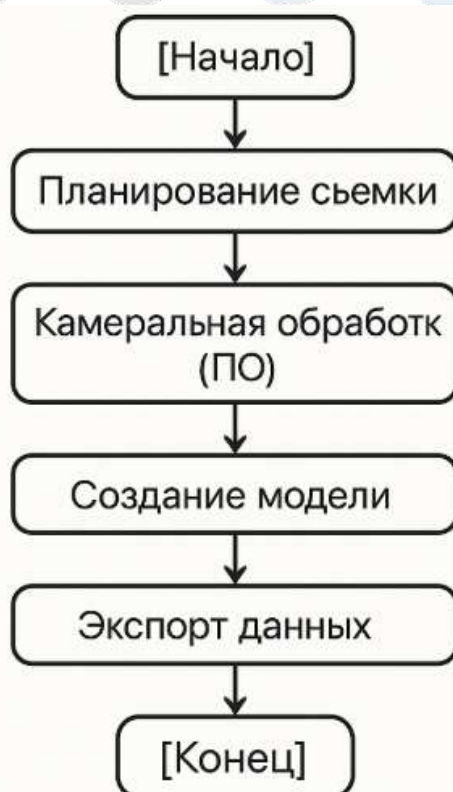 [Начало]
Планирование сьемки
Камеральная обработк
(ПО)
Создание модели
Экспорт данных
[Конец]